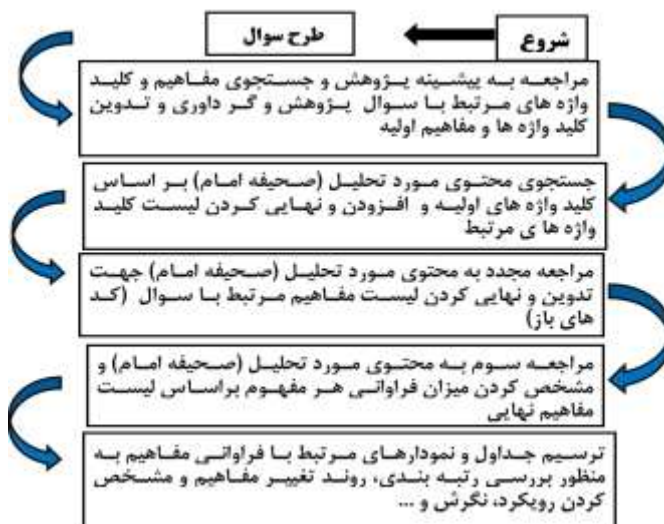 شروع
طرح سوال
مراجعه به پیشینه پژوهش و جستجوی مفاهیم و کلید
واژه های مرتبط با سوال پژوهش و گر داوری و تدوین
کلید واژه ها و مفاهیم اولیه
جستجوی محتوی مورد تحلیل (صحیفه امام) بر اساس
کلید واژه های اولیه و افزودن و نهایی کردن لیست کلید
واژه ها ی مرتبط
مراجعه مجدد به محتوی مورد تحلیل (صحیفه امام) جهت
تدوین و نهایی کردن لیست مفاهیم مرتبط با سوال (کد
های باز)
مراجعه سوم به محتوی مورد تحلیل (صحیفه امام) و
مشخص کردن میزان فراوانی هر مفهوم براساس لیست
مفاهیم نهایی
ترسیم جداول و نمودارهای مرتبط با فراوانی مفاهیم به
منظور بررسی رتبه بندی، روند تغییر مفاهیم و مشخص
کردن رویکرد، نگرش و ...